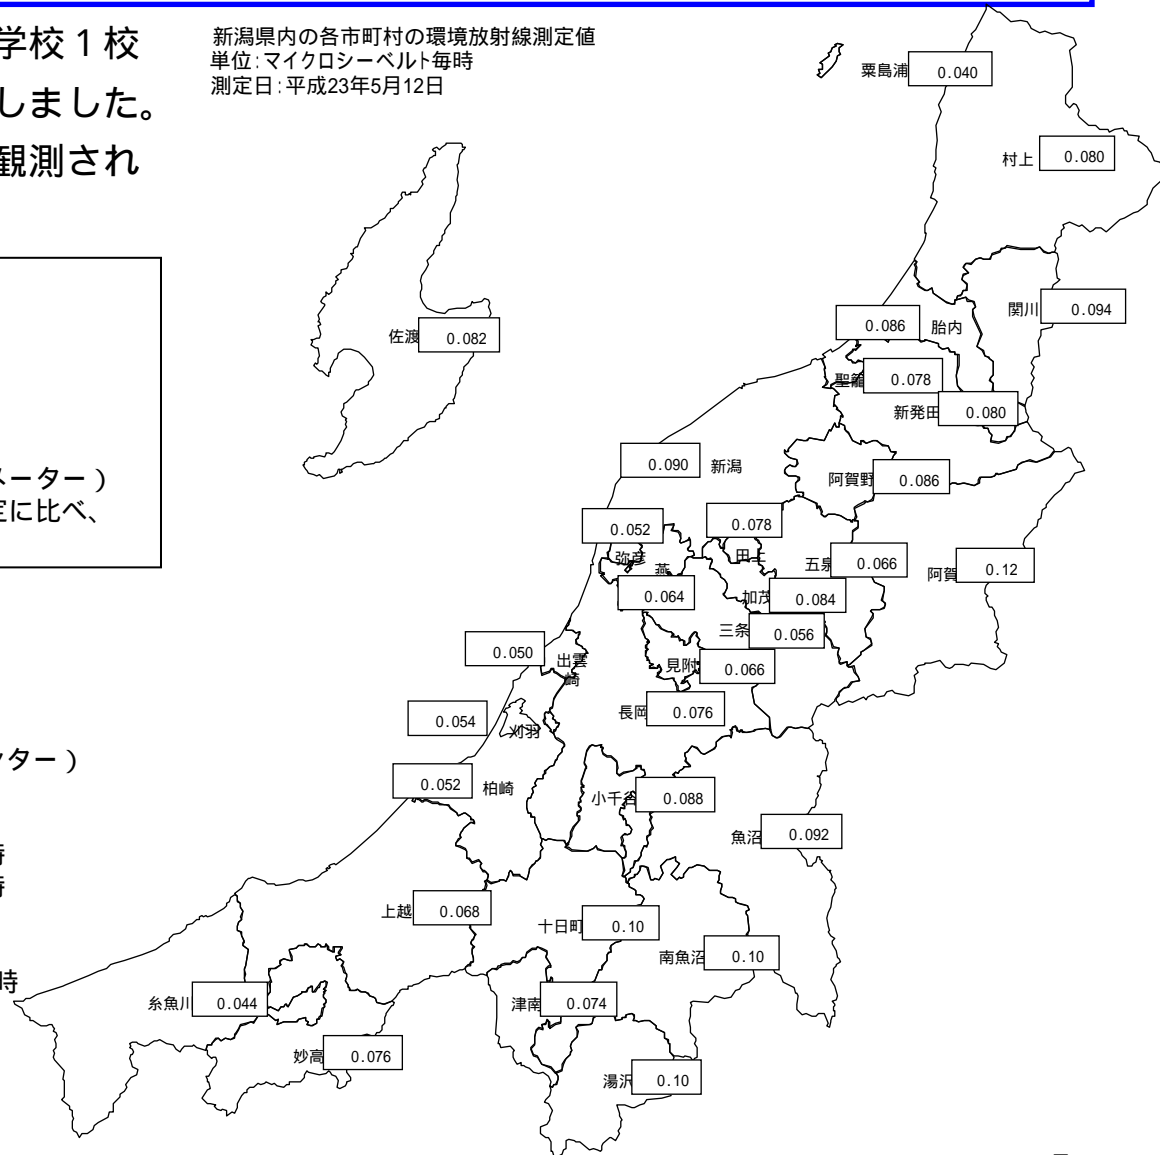 学校１校
しました。
観測され
メーター）
定に比べ、
ンター）
時
時
時
新潟県内の各市町村の環境放射線測定値
単位：マイクロシーベルト毎時
測定日：平成23年5月12日
粟島浦 0.040
村上 0.080
関川 0.094
0.086 胎内
佐渡 0.082
聖籠 0.078
新発田 0.080
0.090 新潟
阿賀野 0.086
0.052
弥彦
0.078
田上
燕
0.064
五泉 0.066
阿賀 0.12
加茂 0.084
三条 0.056
0.050 出雲
崎
見附 0.066
長岡 0.076
0.054 刈羽
0.052 柏崎
小千谷 0.088
魚沼 0.092
上越 0.068
十日町 0.10
南魚沼 0.10
糸魚川 0.044
津南 0.074
妙高 0.076
湯沢 0.10